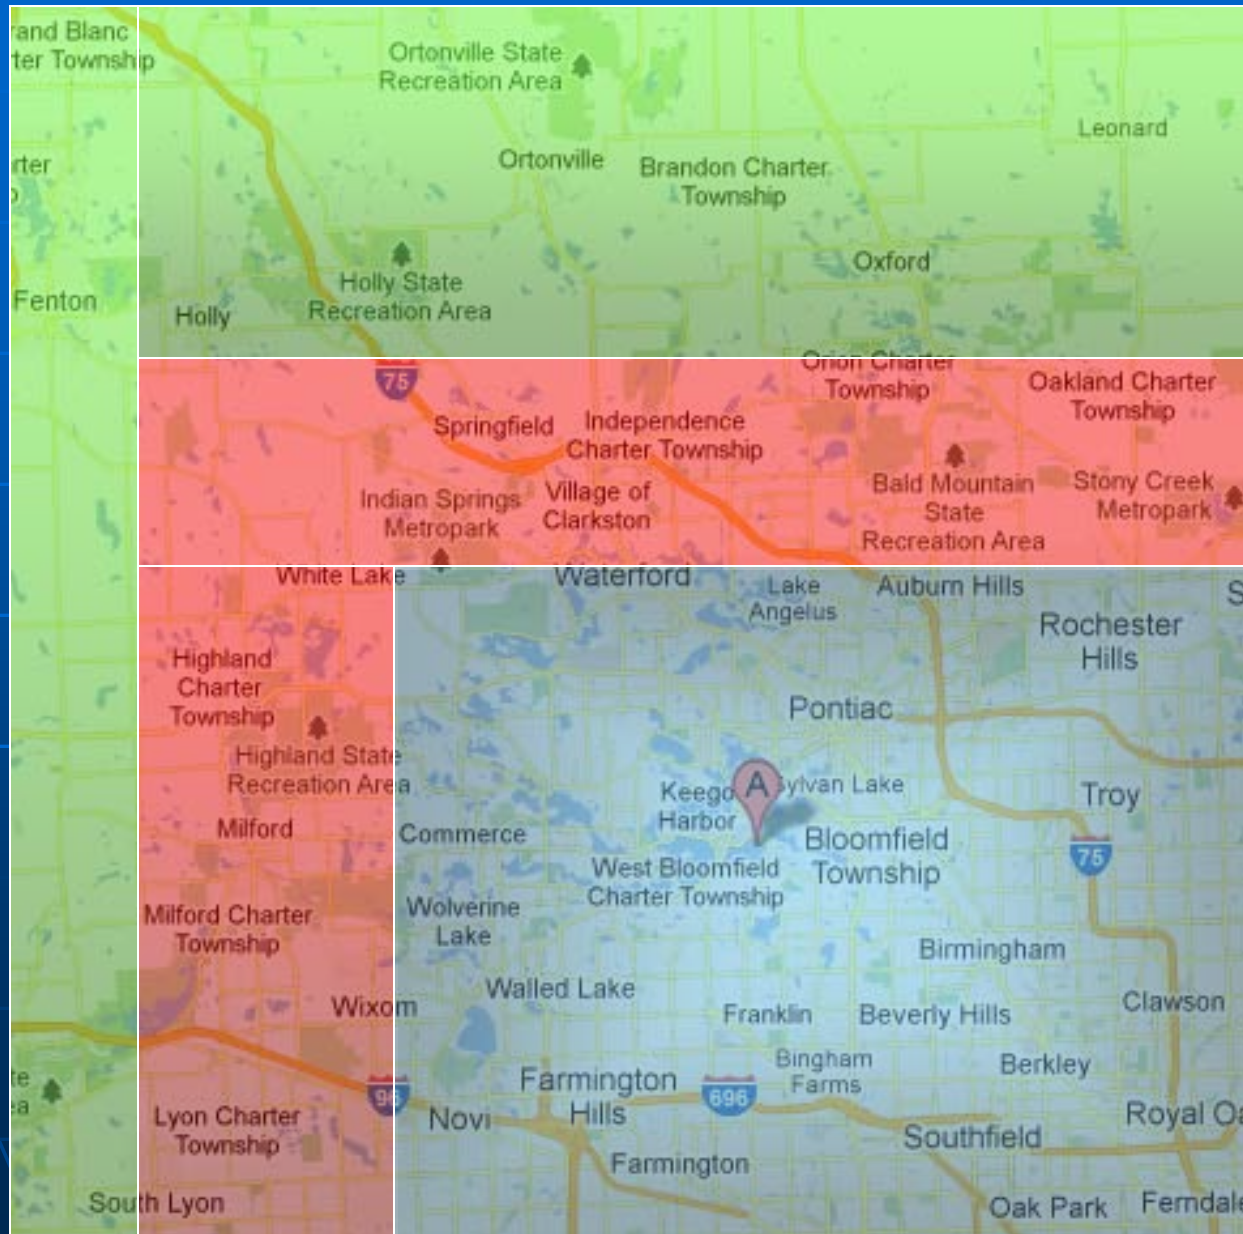 rand Blanc
ter Township
Ortonville State
Recreation Area
Leonard
rter
Ortonville
Brandon Charter
Township
Oxford
Fenton
Holly State
Recreation Area
Holly
75
Orion Charter
Township
Oakland Charter
Township
Springfield
Independence
Charter Township
Indian Springs
Metropark
Village of
Clarkston
Bald Mountain
State
Recreation Area
Stony Creek
Metropark
White Lake
Waterford
Lake
Angelus
Auburn Hills
S
Rochester
Hills
Highland
Charter
Township
Pontiac
Highland State
Recreation Area
Keego
Harbor
A
Sylvan Lake
Troy
Milford
Commerce
Bloomfield
Township
75
West Bloomfield
Charter Township
Milford Charter
Township
Wolverine
Lake
Birmingham
Walled Lake
Wixom
Franklin
Beverly Hills
Clawson
Bingham
Farms
Berkley
te
ea
96
Farmington
Hills
696
Novi
Lyon Charter
Township
Royal Oa
Southfield
Farmington
South Lyon
Oak Park
Ferndale